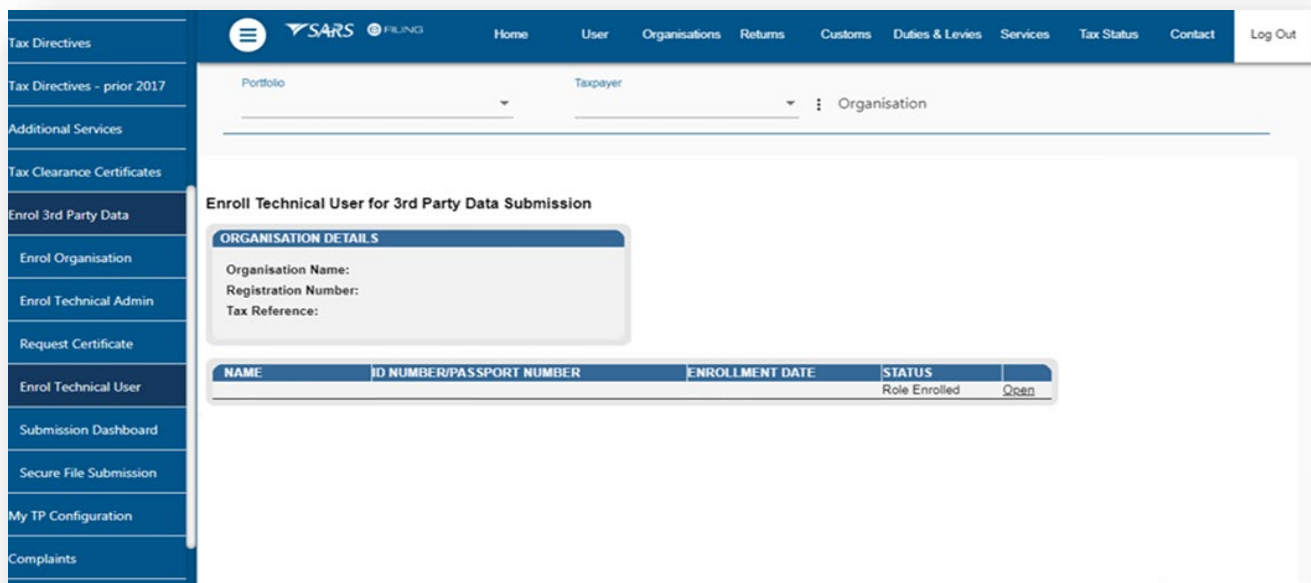 SARS eFILING
Home User Organisations Returns Customs Duties & Levies Services Tax Status Contact Log Out
Tax Directives
Tax Directives - prior 2017
Additional Services
Tax Clearance Certificates
Enrol 3rd Party Data
Enrol Organisation
Enrol Technical Admin
Request Certificate
Enrol Technical User
Submission Dashboard
Secure File Submission
My TP Configuration
Complaints
Portfolio Taxpayer
Organisation
Enroll Technical User for 3rd Party Data Submission
ORGANISATION DETAILS
Organisation Name:
Registration Number:
Tax Reference:
NAME ID NUMBER/PASSPORT NUMBER ENROLLMENT DATE STATUS
Role Enrolled Open